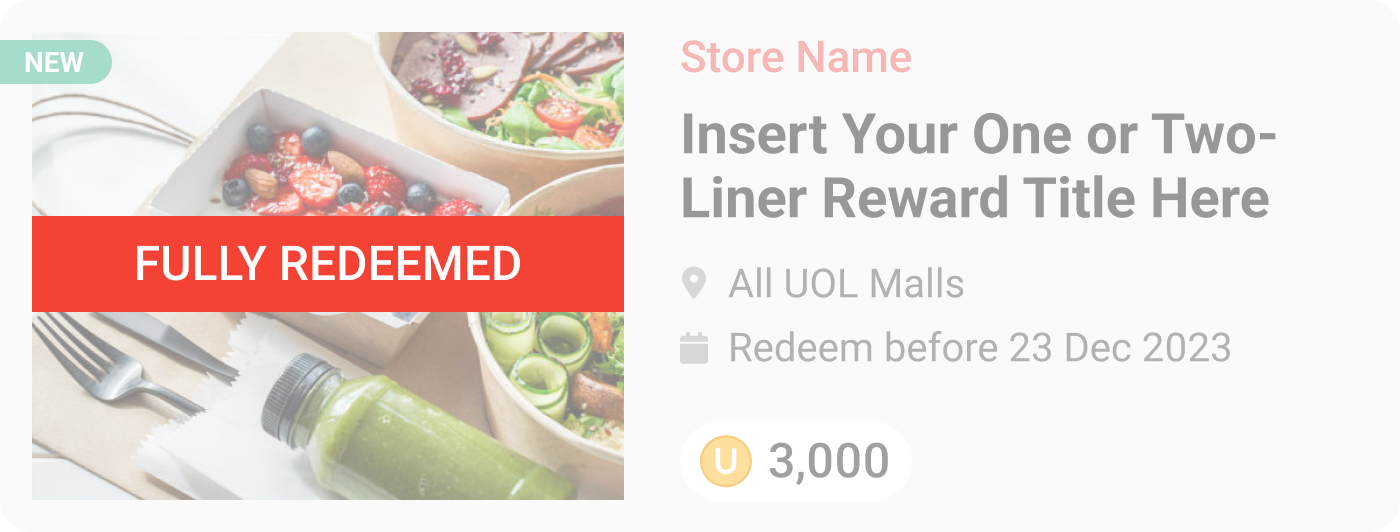 NEW
FULLY REDEEMED
Store Name
Insert Your One or Two-
Liner Reward Title Here
All UOL Malls
Redeem before 23 Dec 2023
U 3,000